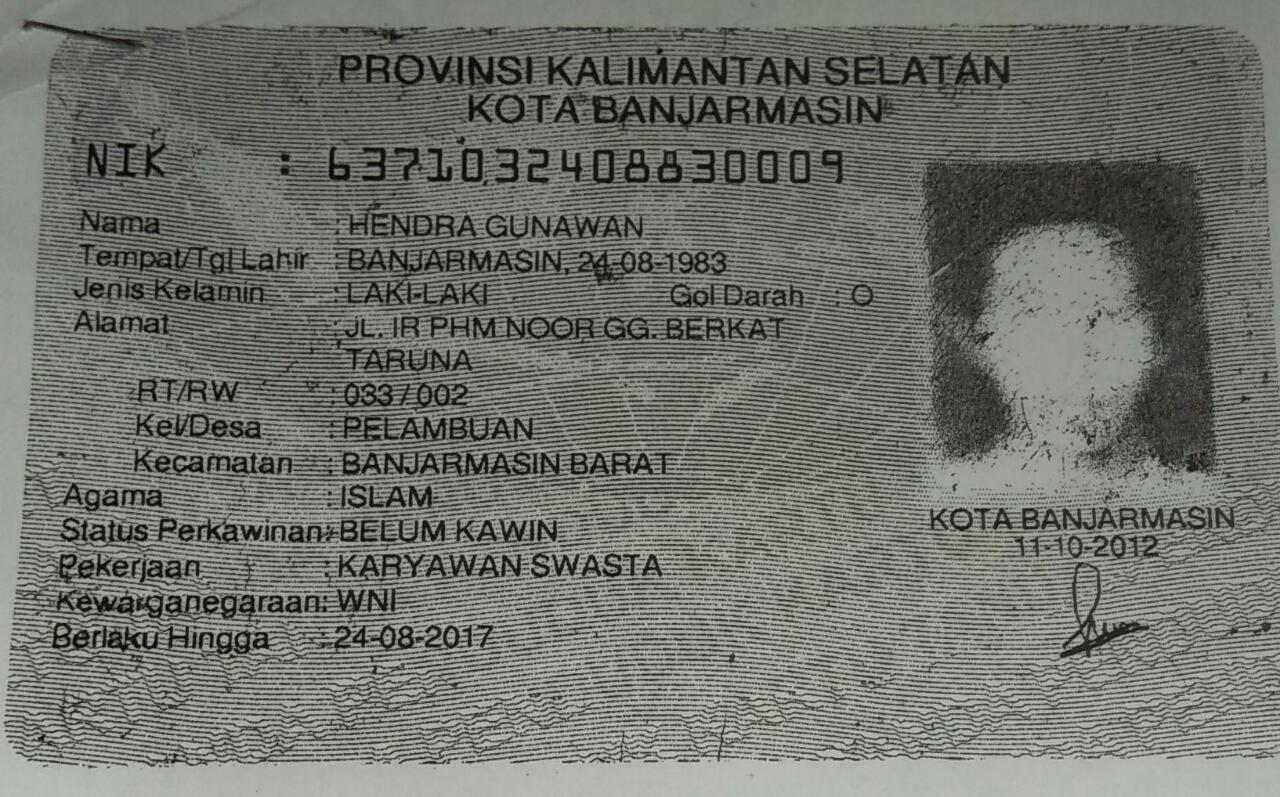 PROVINSI KALIMANTAN SELATAN
KOTA BANJARMASIN
NIK : 6371032408830009
Nama : HENDRA GUNAWAN
Tempat/Tgl Lahir : BANJARMASIN, 24-08-1983
Jenis Kelamin : LAKI-LAKI Gol Darah : O
Alamat : JL. IR PHM NOOR GG. BERKAT
TARUNA
RT/RW : 033 / 002
Kel/Desa : PELAMBUAN
Kecamatan : BANJARMASIN BARAT
Agama : ISLAM
Status Perkawinan: BELUM KAWIN
Pekerjaan : KARYAWAN SWASTA
Kewarganegaraan: WNI
Berlaku Hingga : 24-08-2017
KOTA BANJARMASIN
11-10-2012